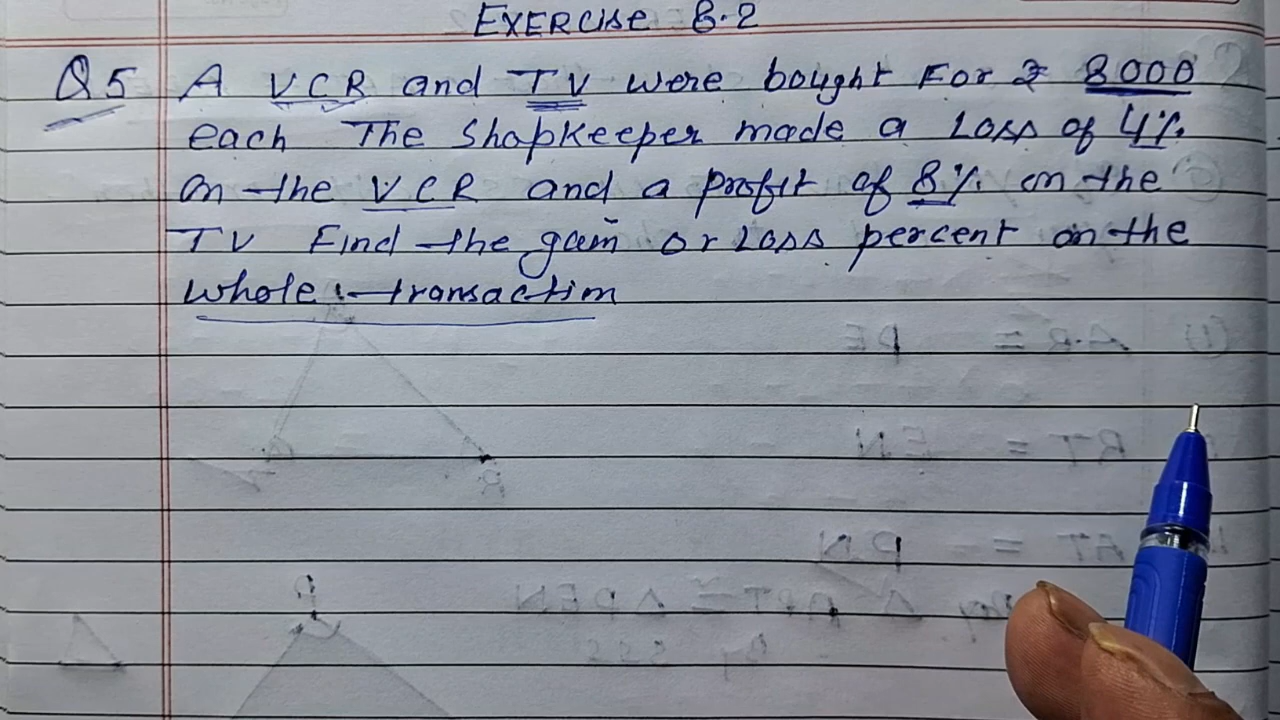 EXERCISE 8.2
Q5 A VCR and TV were bought For ₹ 8000
each The Shopkeeper made a Loss of 4%
on the VCR and a profit of 8% on the
TV Find the gain or Loss percent on the
whole transaction